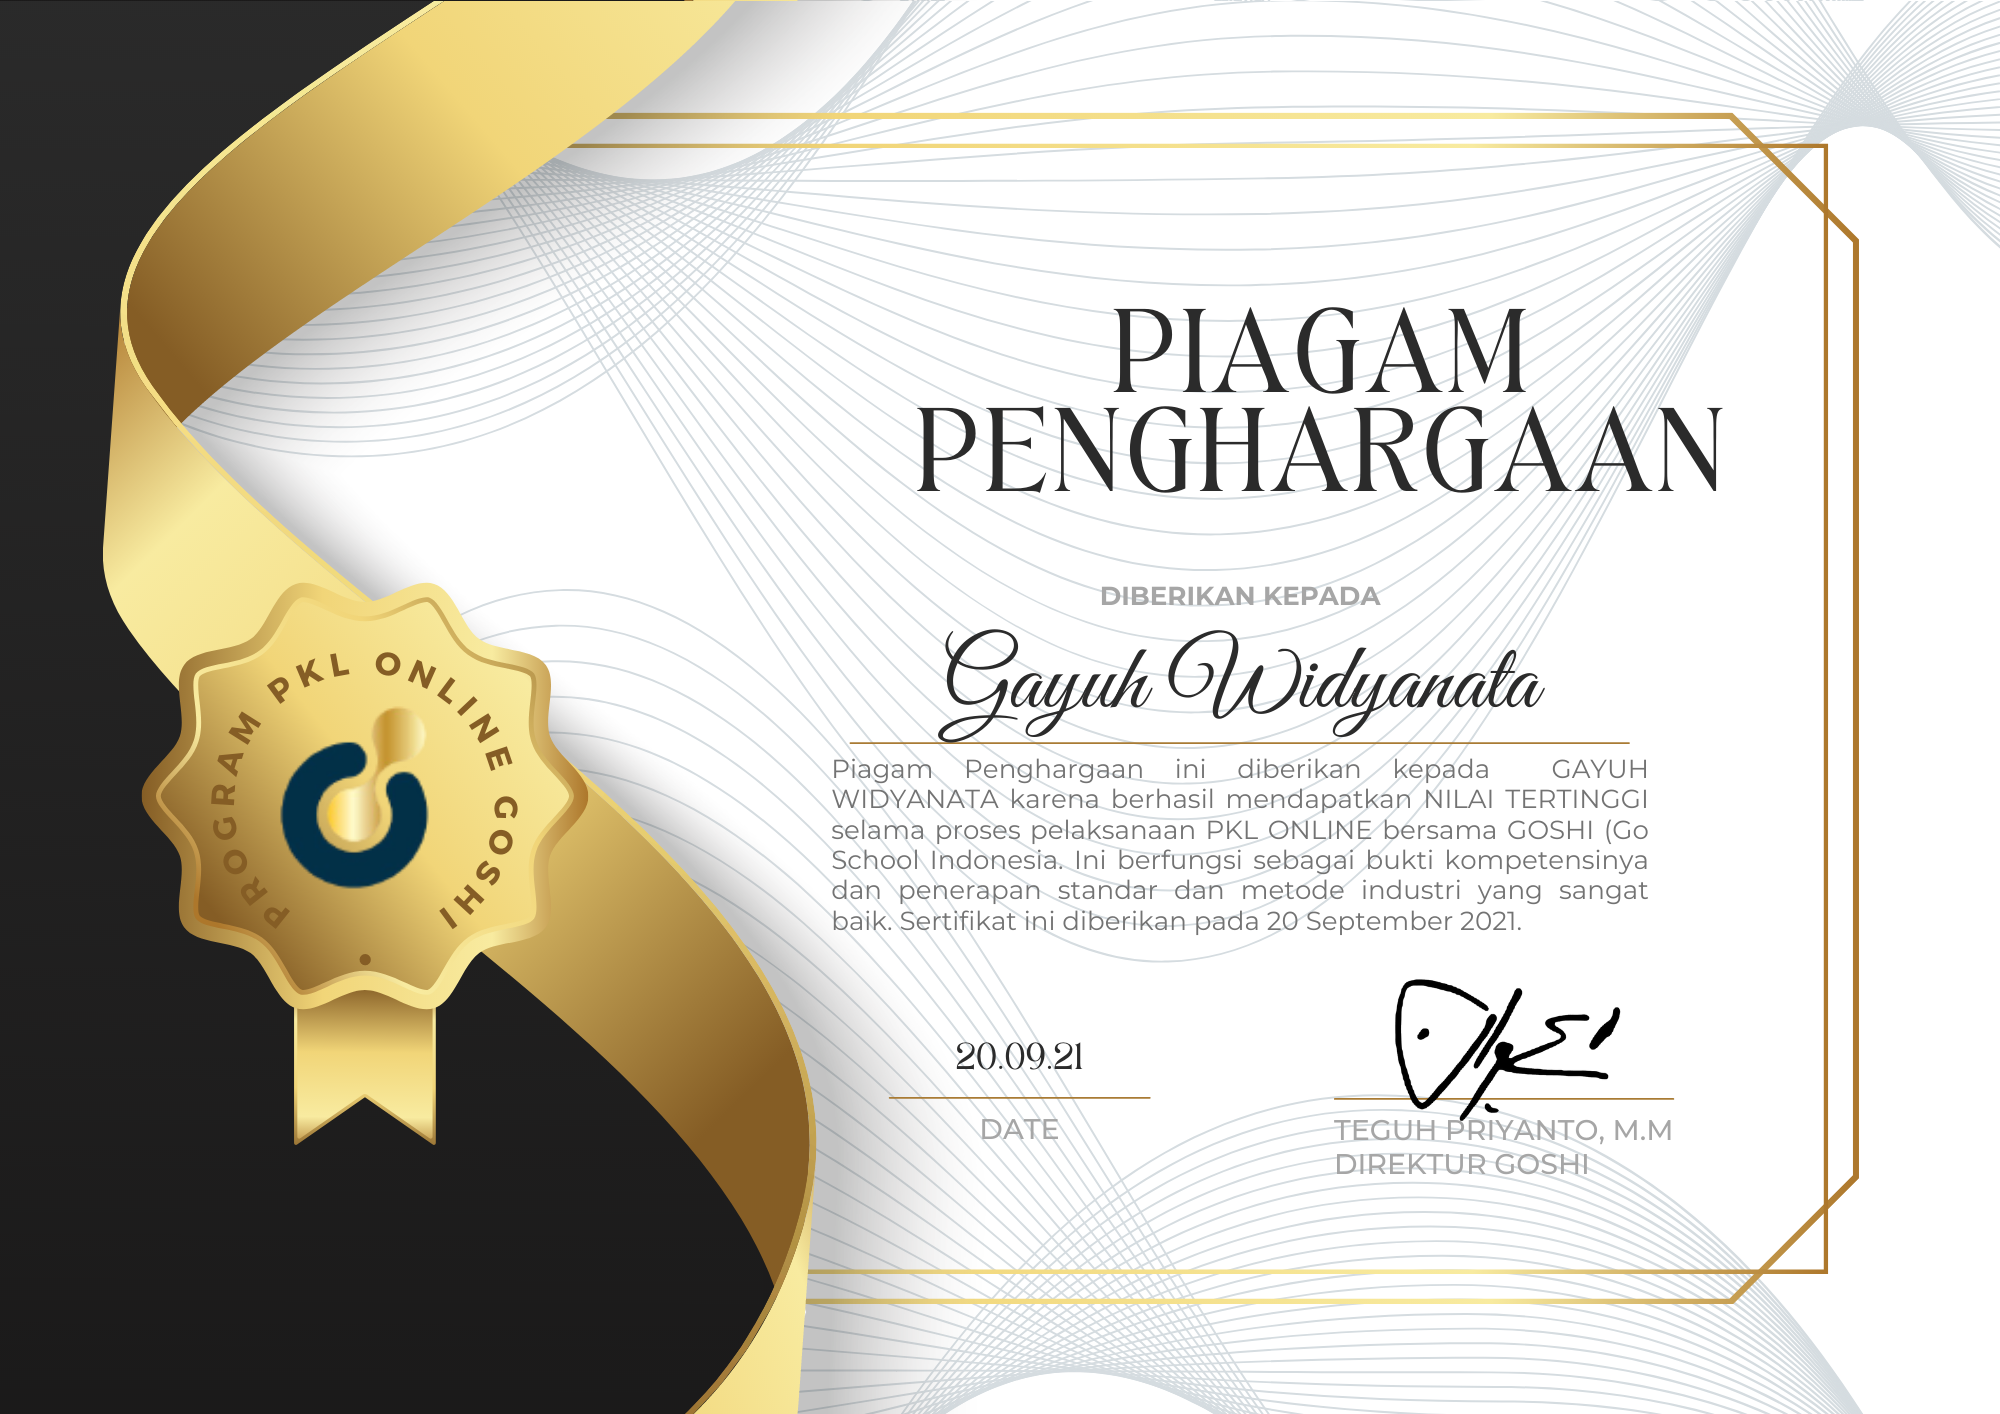 PIAGAM
PENGHARGAAN
DIBERIKAN KEPADA
Gayuh Widyanata
Piagam Penghargaan ini diberikan kepada GAYUH
WIDYANATA karena berhasil mendapatkan NILAI TERTINGGI
selama proses pelaksanaan PKL ONLINE bersama GOSHI (Go
School Indonesia. Ini berfungsi sebagai bukti kompetensinya
dan penerapan standar dan metode industri yang sangat
baik. Sertifikat ini diberikan pada 20 September 2021.
PROGRAM PKL ONLINE GOSHI
20.09.21
DATE
TEGUH PRIYANTO, M.M
DIREKTUR GOSHI